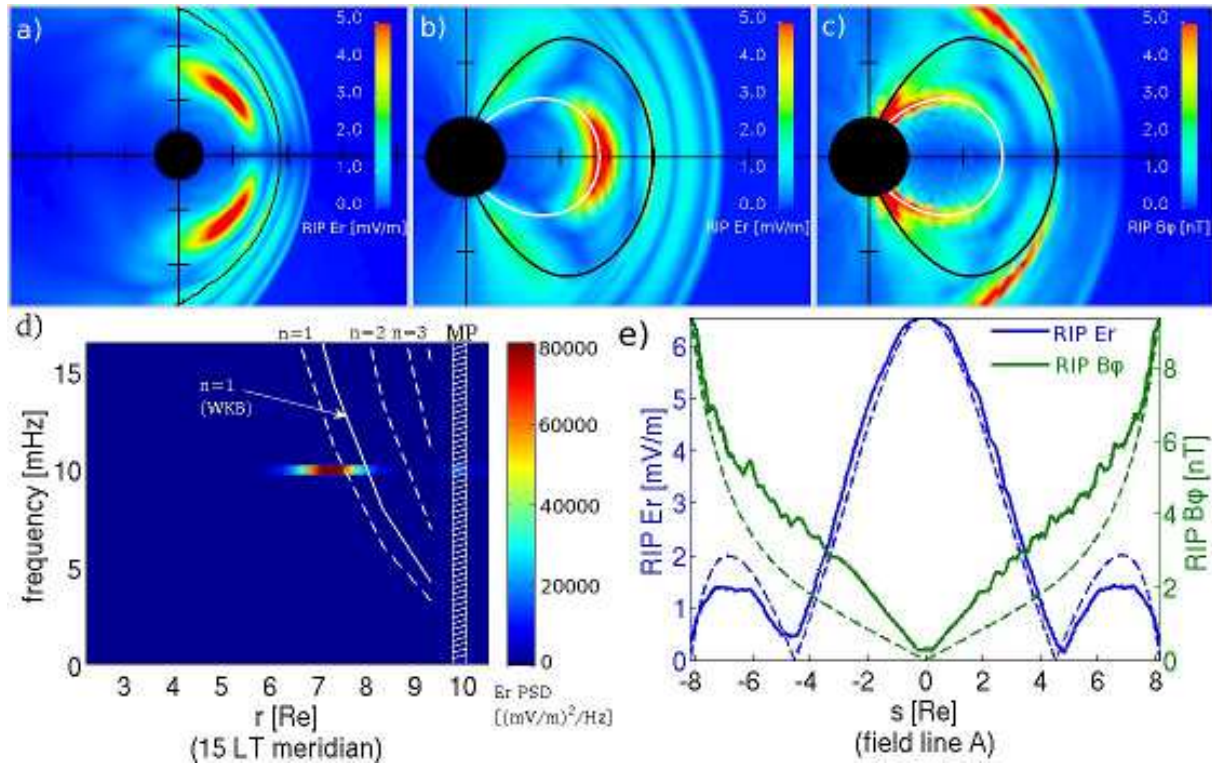 a)
5.0
4.0
3.0
2.0
1.0
0.0
RIP Er [mV/m]
b)
5.0
4.0
3.0
2.0
1.0
0.0
RIP Er [mV/m]
c)
5.0
4.0
3.0
2.0
1.0
0.0
RIP Bφ [nT]
d)
n=1 n=2 n=3 MP
n=1
(WKB)
15
10
5
0
frequency [mHz]
3 4 5 6 7 8 9 10
r [Re]
(15 LT meridian)
80000
60000
40000
20000
0
Er PSD
[(mV/m)²/Hz]
e)
RIP Er
RIP Bφ
6
5
4
3
2
1
0
RIP Er [mV/m]
8
6
4
2
0
RIP Bφ [nT]
-8 -6 -4 -2 0 2 4 6 8
s [Re]
(field line A)